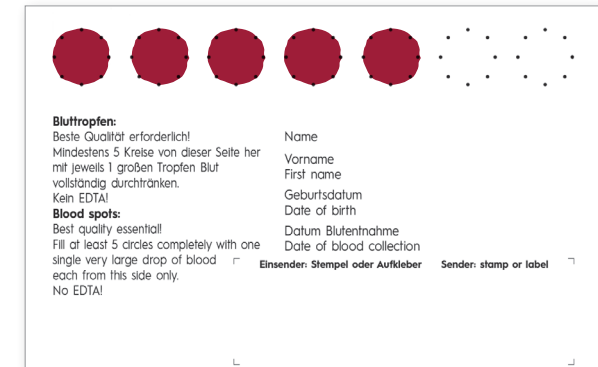 Bluttropfen:
Beste Qualität erforderlich!
Mindestens 5 Kreise von dieser Seite her
mit jeweils 1 großen Tropfen Blut
vollständig durchtränken.
Kein EDTA!
Blood spots:
Best quality essential!
Fill at least 5 circles completely with one
single very large drop of blood
each from this side only.
No EDTA!
Name
Vorname
First name
Geburtsdatum
Date of birth
Datum Blutentnahme
Date of blood collection
Einsender: Stempel oder Aufkleber Sender: stamp or label